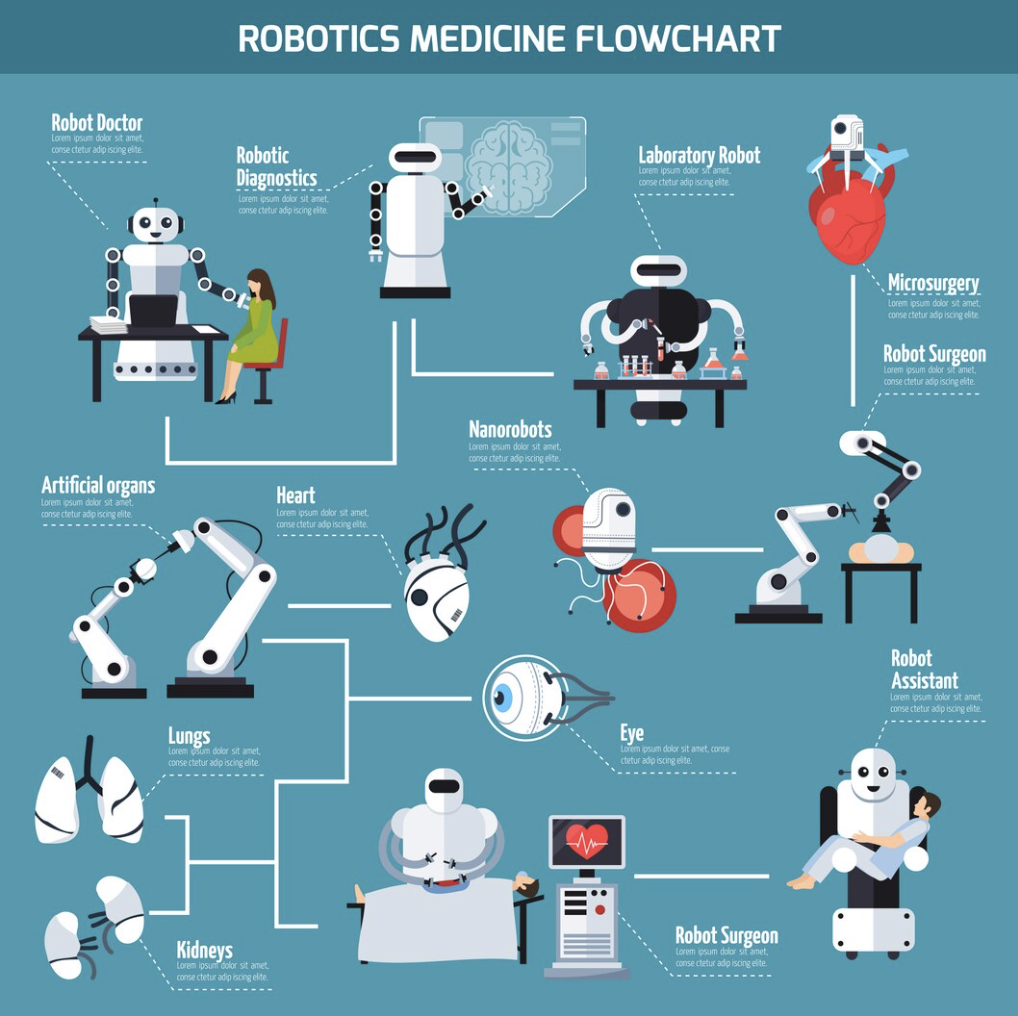 ROBOTICS MEDICINE FLOWCHART
Robot Doctor
Lorem ipsum dolor sit amet,
conse ctetur adip iscing elite.
Robotic
Diagnostics
Lorem ipsum dolor sit amet,
conse ctetur adip iscing elite.
Laboratory Robot
Lorem ipsum dolor sit amet,
conse ctetur adip iscing elite.
Microsurgery
Lorem ipsum dolor sit amet,
conse ctetur adip iscing elite.
Robot Surgeon
Lorem ipsum dolor sit amet,
conse ctetur adip iscing elite.
Nanorobots
Lorem ipsum dolor sit amet,
conse ctetur adip iscing elite.
Artificial organs
Lorem ipsum dolor sit amet,
conse ctetur adip iscing elite.
Heart
Lorem ipsum dolor sit amet,
conse ctetur adip iscing elite.
Robot
Assistant
Lorem ipsum dolor sit amet,
conse ctetur adip iscing elite.
Eye
Lorem ipsum dolor sit amet, conse
ctetur adip iscing elite.
Lungs
Lorem ipsum dolor sit amet,
conse ctetur adip iscing elite.
Kidneys
Lorem ipsum dolor sit amet,
conse ctetur adip iscing elite.
Robot Surgeon
Lorem ipsum dolor sit amet,
conse ctetur adip iscing elite.